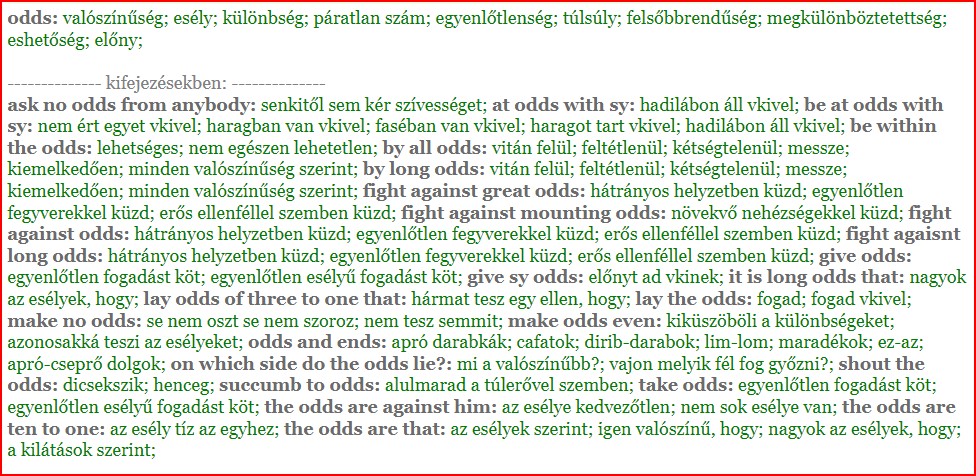 odds: valószínűség; esély; különbség; páratlan szám; egyenlőtlenség; túlsúly; felsőbbrendűség; megkülönböztetettség;
eshetőség; előny;
-------------- kifejezésekben: --------------
ask no odds from anybody: senkitől sem kér szívességet; at odds with sy: hadilábon áll vkivel; be at odds with
sy: nem ért egyet vkivel; haragban van vkivel; faséban van vkivel; haragot tart vkivel; hadilábon áll vkivel; be within
the odds: lehetséges; nem egészen lehetetlen; by all odds: vitán felül; feltétlenül; kétségtelenül; messze;
kiemelkedően; minden valószínűség szerint; by long odds: vitán felül; feltétlenül; kétségtelenül; messze;
kiemelkedően; minden valószínűség szerint; fight against great odds: hátrányos helyzetben küzd; egyenlőtlen
fegyverekkel küzd; erős ellenféllel szemben küzd; fight against mounting odds: növekvő nehézségekkel küzd; fight
against odds: hátrányos helyzetben küzd; egyenlőtlen fegyverekkel küzd; erős ellenféllel szemben küzd; fight agaisnt
long odds: hátrányos helyzetben küzd; egyenlőtlen fegyverekkel küzd; erős ellenféllel szemben küzd; give odds:
egyenlőtlen fogadást köt; egyenlőtlen esélyű fogadást köt; give sy odds: előnyt ad vkinek; it is long odds that: nagyok
az esélyek, hogy; lay odds of three to one that: hármat tesz egy ellen, hogy; lay the odds: fogad; fogad vkivel;
make no odds: se nem oszt se nem szoroz; nem tesz semmit; make odds even: kiküszöböli a különbségeket;
azonosakká teszi az esélyeket; odds and ends: apró darabkák; cafatok; dirib-darabok; lim-lom; maradékok; ez-az;
apró-cseprő dolgok; on which side do the odds lie?: mi a valószínűbb?; vajon melyik fél fog győzni?; shout the
odds: dicsekszik; henceg; succumb to odds: alulmarad a túlerővel szemben; take odds: egyenlőtlen fogadást köt;
egyenlőtlen esélyű fogadást köt; the odds are against him: az esélye kedvezőtlen; nem sok esélye van; the odds are
ten to one: az esély tíz az egyhez; the odds are that: az esélyek szerint; igen valószínű, hogy; nagyok az esélyek, hogy;
a kilátások szerint;